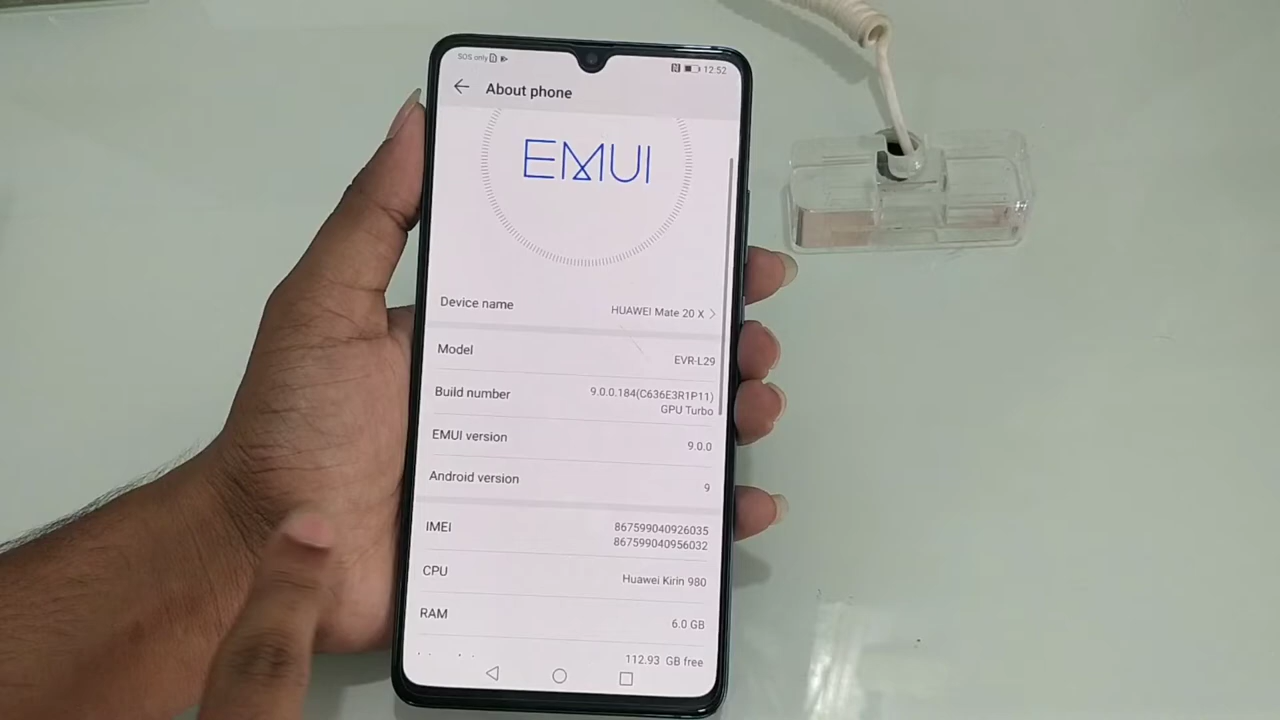 SOS only
N 12:52
About phone
EMUI
Device name
HUAWEI Mate 20 X
Model
EVR-L29
Build number
9.0.0.184(C636E3R1P11)
GPU Turbo
EMUI version
9.0.0
Android version
9
IMEI
867599040926035
867599040956032
CPU
Huawei Kirin 980
RAM
6.0 GB
112.93 GB free